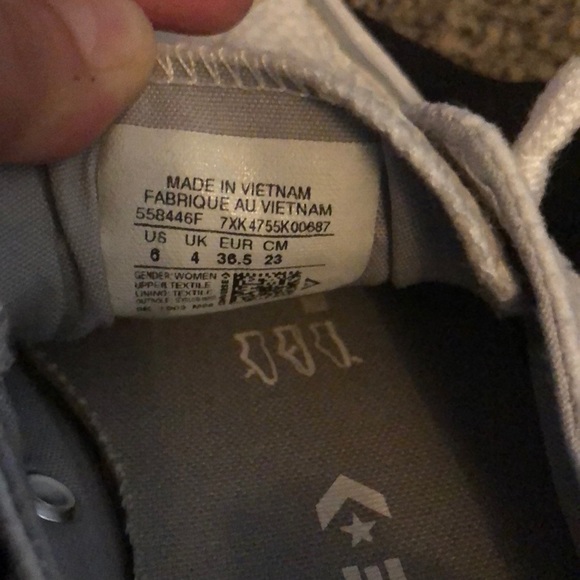 MADE IN VIETNAM
FABRIQUE AU VIETNAM
558446F 7XK4755K00687
US UK EUR CM
6 4 36.5 23
GENDER: WOMEN
UPPER: TEXTILE
LINING: TEXTILE
CONVERSE